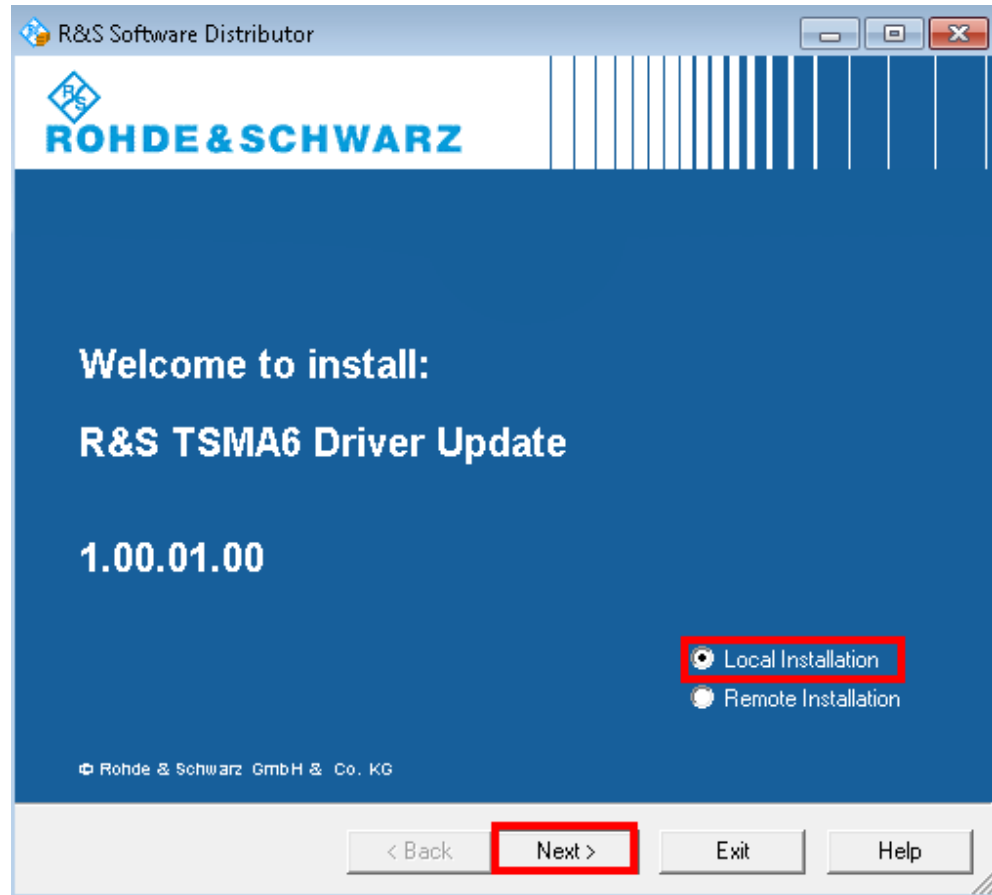 R&S Software Distributor
R&S
ROHDE&SCHWARZ
Welcome to install:
R&S TSMA6 Driver Update
1.00.01.00
Local Installation
Remote Installation
© Rohde & Schwarz GmbH & Co. KG
< Back Next > Exit Help